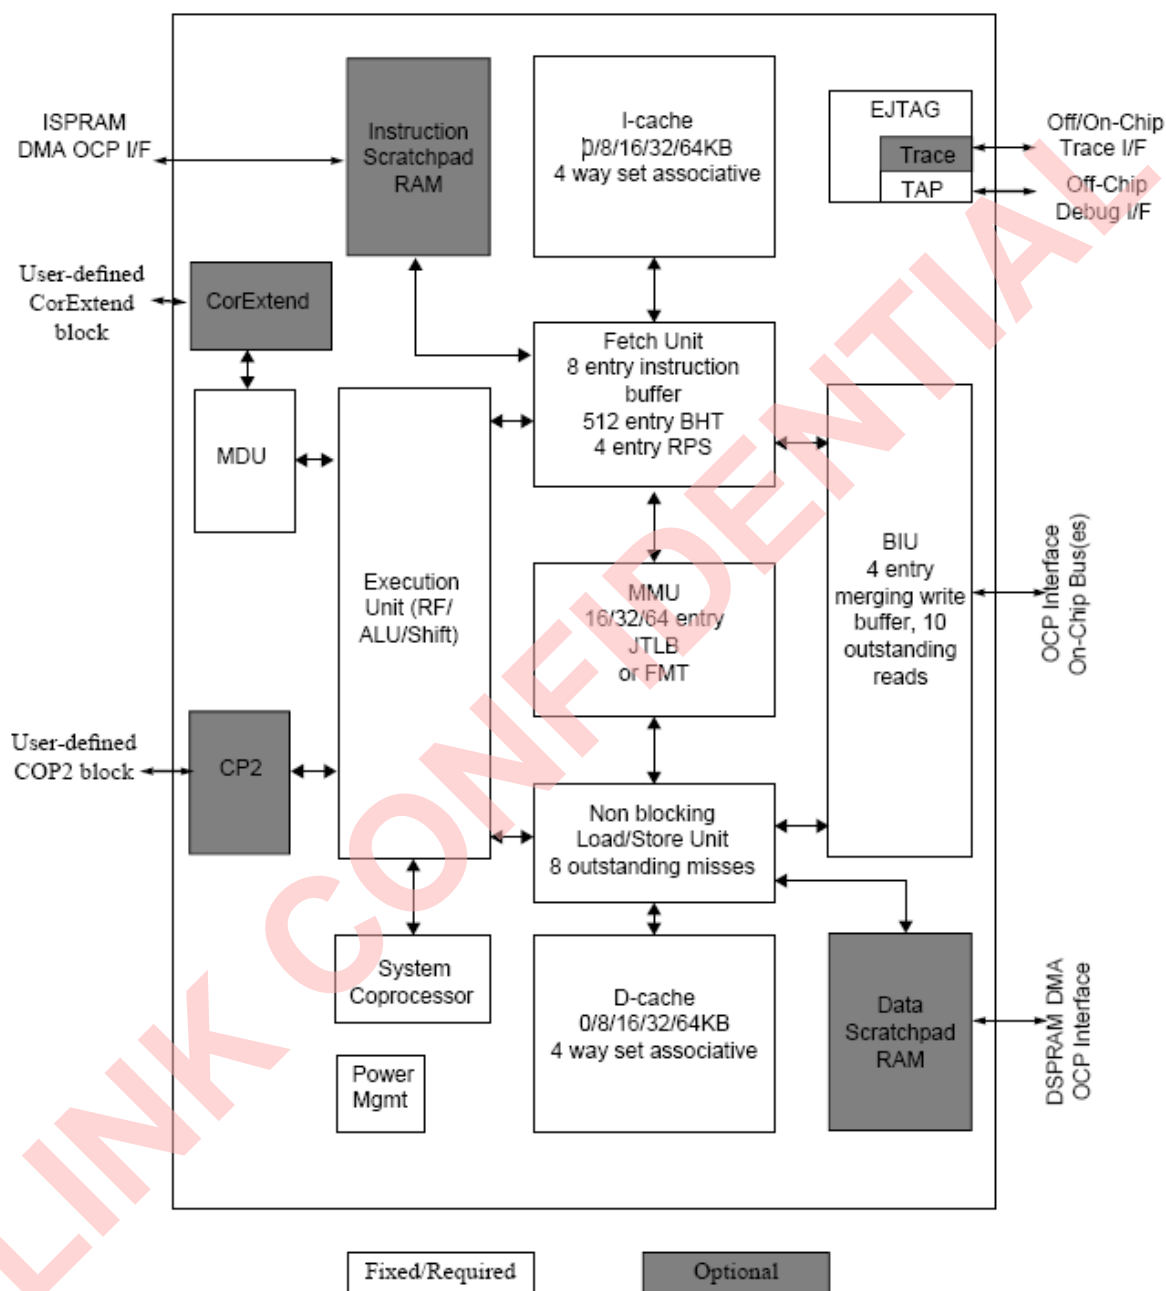 ISPRAM
DMA OCP I/F
Instruction
Scratchpad
RAM
I-cache
0/8/16/32/64KB
4 way set associative
EJTAG
Trace
TAP
Off/On-Chip
Trace I/F
Off-Chip
Debug I/F
User-defined
CorExtend
block
CorExtend
MDU
Fetch Unit
8 entry instruction
buffer
512 entry BHT
4 entry RPS
Execution
Unit (RF/
ALU/Shift)
MMU
16/32/64 entry
JTLB
or FMT
BIU
4 entry
merging write
buffer, 10
outstanding
reads
OCP Interface
On-Chip Bus(es)
User-defined
COP2 block
CP2
Non blocking
Load/Store Unit
8 outstanding misses
System
Coprocessor
Power
Mgmt
D-cache
0/8/16/32/64KB
4 way set associative
Data
Scratchpad
RAM
DSPRAM DMA
OCP Interface
Fixed/Required
Optional
LINK CONFIDENTIAL